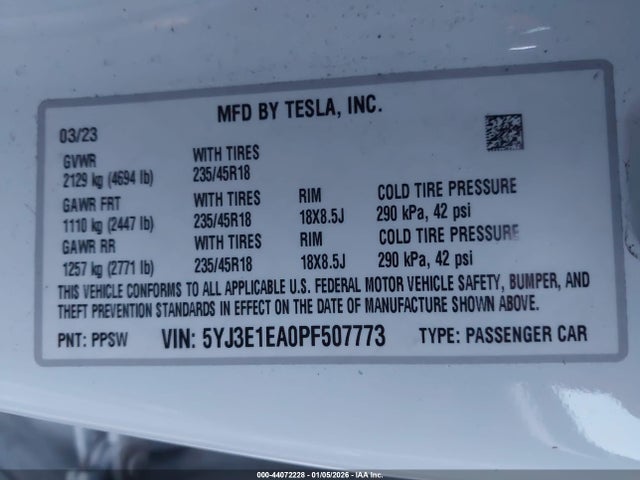 MFD BY TESLA, INC.
03/23
GVWR WITH TIRES
2129 kg (4694 lb) 235/45R18
GAWR FRT WITH TIRES RIM COLD TIRE PRESSURE
1110 kg (2447 lb) 235/45R18 18X8.5J 290 kPa, 42 psi
GAWR RR WITH TIRES RIM COLD TIRE PRESSURE
1257 kg (2771 lb) 235/45R18 18X8.5J 290 kPa, 42 psi
THIS VEHICLE CONFORMS TO ALL APPLICABLE U.S. FEDERAL MOTOR VEHICLE SAFETY, BUMPER, AND
THEFT PREVENTION STANDARDS IN EFFECT ON THE DATE OF MANUFACTURE SHOWN ABOVE.
PNT: PPSW VIN: 5YJ3E1EA0PF507773 TYPE: PASSENGER CAR
000-44072228 - 01/05/2026 - IAA Inc.